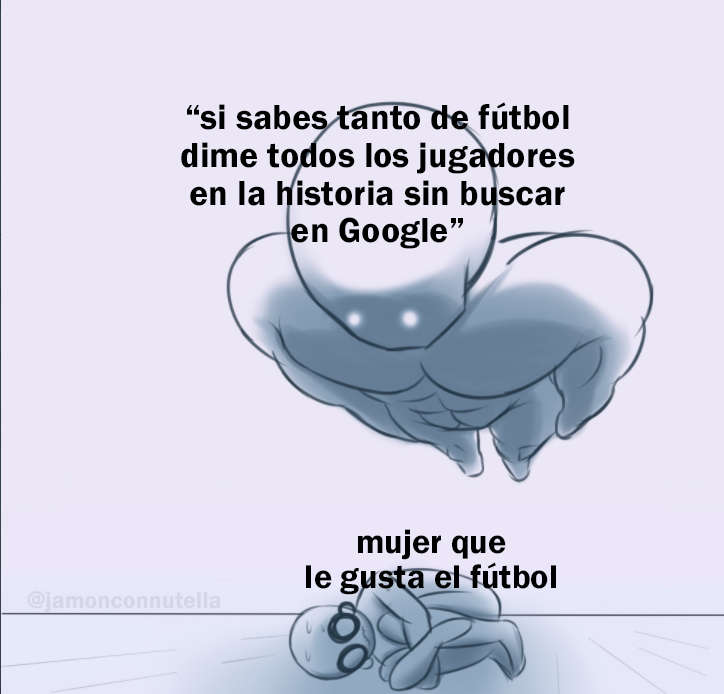 “si sabes tanto de fútbol
dime todos los jugadores
en la historia sin buscar
en Google”
mujer que
le gusta el fútbol
@jamonconnutella